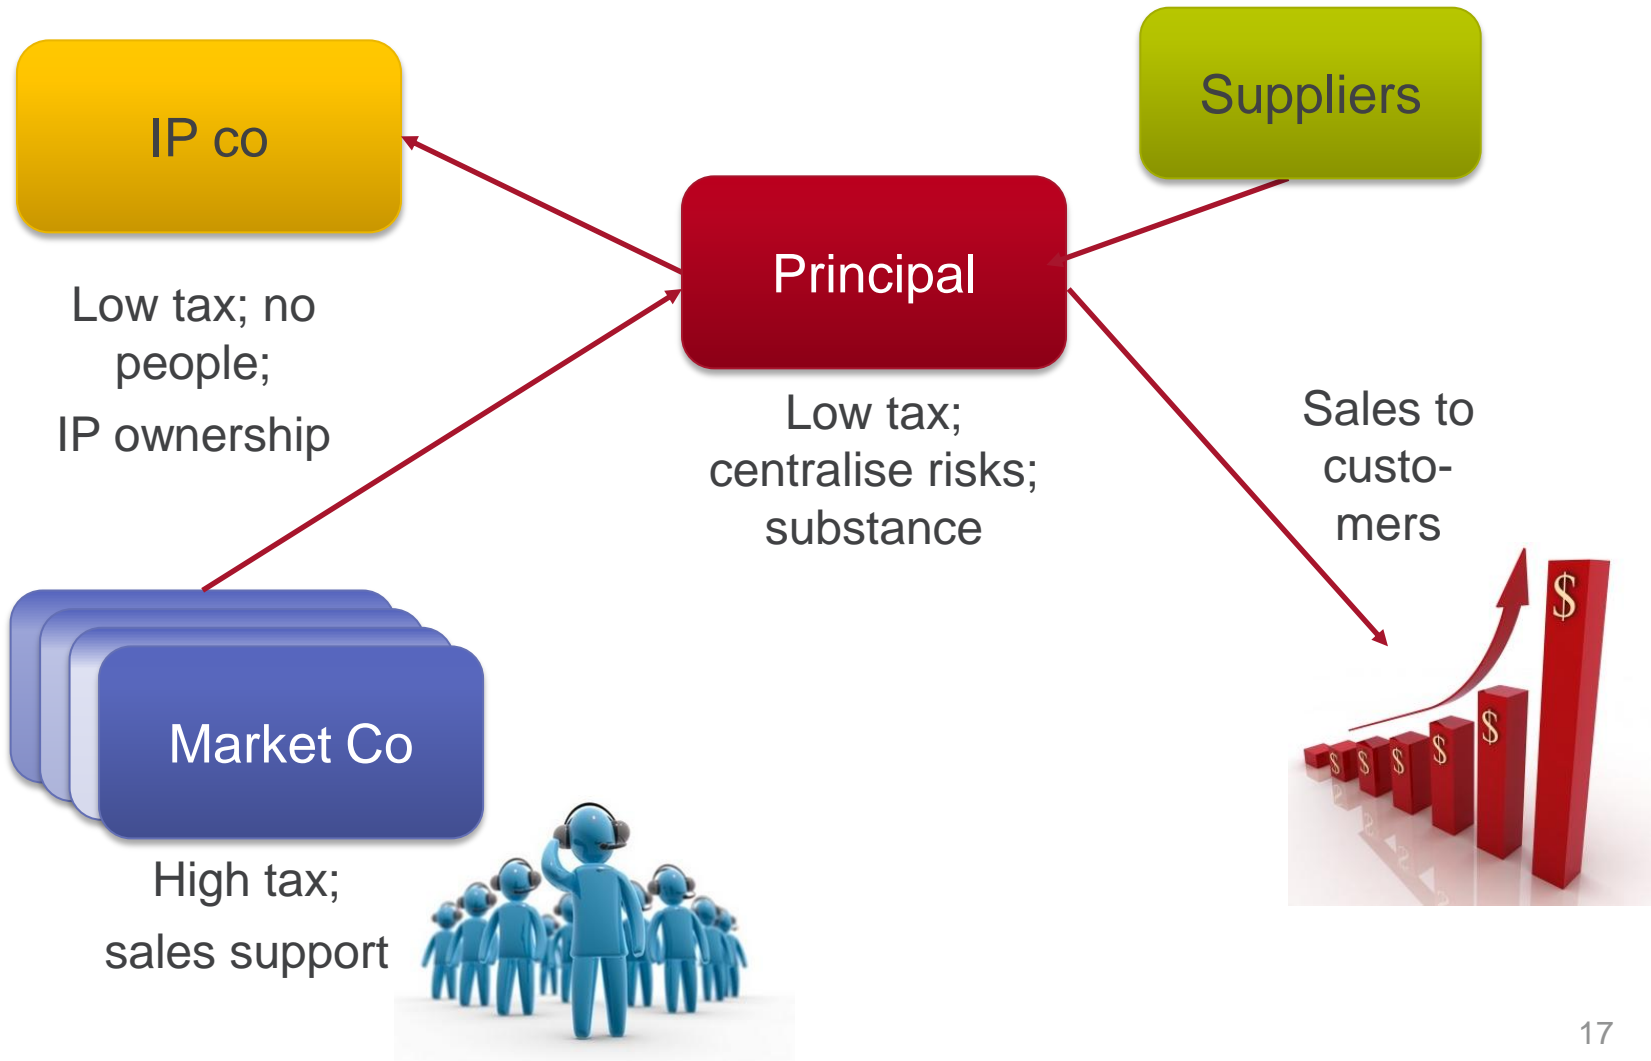 IP co
Low tax; no
people;
IP ownership
Suppliers
Principal
Low tax;
centralise risks;
substance
Sales to
custo-
mers
Market Co
High tax;
sales support
$
$
$
$
$
$
17